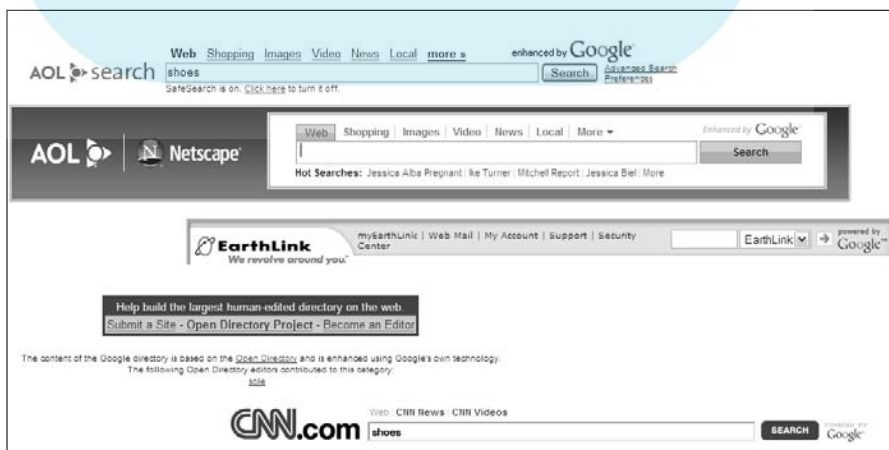 Web Shopping Images Video News Local more » enhanced by Google
AOL search shoes Search Advanced Search
Preferences
SafeSearch is on. Click here to turn it off.
Web Shopping | Images | Video | News | Local | More Enhanced by Google
AOL N Netscape Search
Hot Searches: Jessica Alba Pregnant | Ike Turner | Mitchell Report | Jessica Biel | More
EarthLink myEarthLink | Web Mail | My Account | Support | Security Center EarthLink powered by Google
We revolve around you.
Help build the largest human-edited directory on the web.
Submit a Site - Open Directory Project - Become an Editor
The content of the Google directory is based on the Open Directory and is enhanced using Google's own technology.
The following Open Directory editors contributed to this category:
sole
Web | CNN News | CNN Videos
CNN.com shoes SEARCH POWERED BY Google